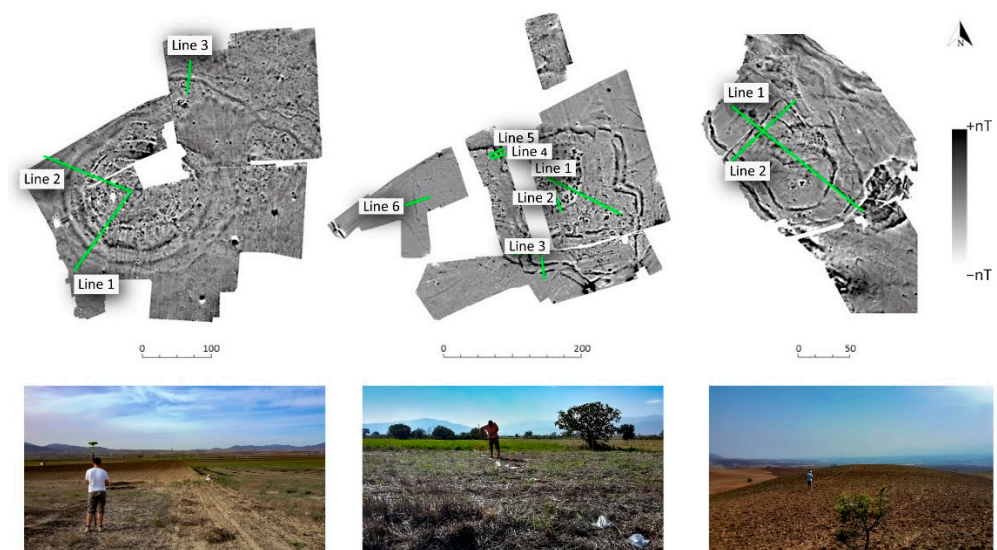 Line 3
Line 2
Line 1
0 100
Line 5
Line 4
Line 1
Line 2
Line 6
Line 3
0 200
Line 1
Line 2
0 50
N
+nT
−nT